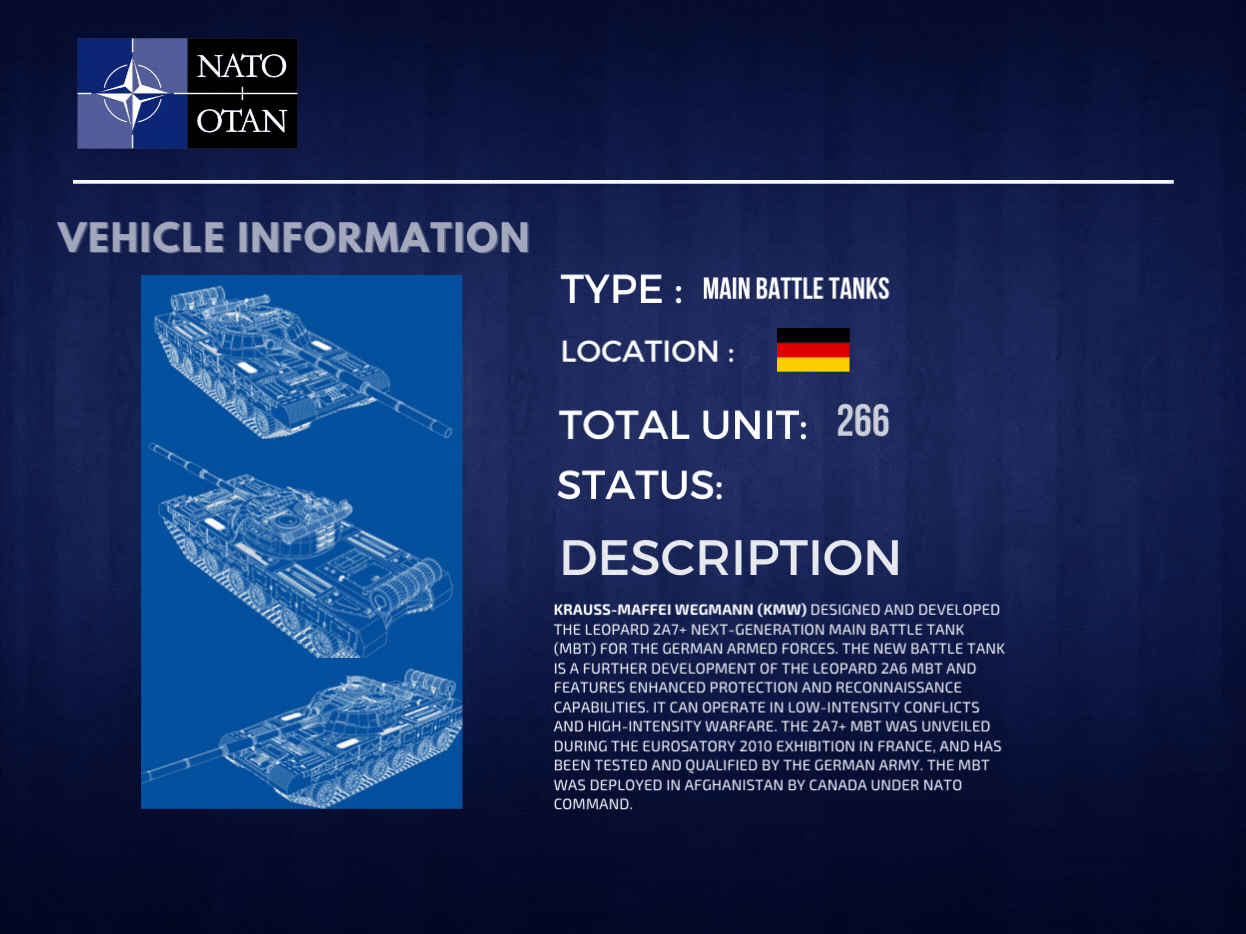 NATO
OTAN
VEHICLE INFORMATION
TYPE : MAIN BATTLE TANKS
LOCATION :
TOTAL UNIT: 266
STATUS:
DESCRIPTION
KRAUSS-MAFFEI WEGMANN (KMW) DESIGNED AND DEVELOPED
THE LEOPARD 2A7+ NEXT-GENERATION MAIN BATTLE TANK
(MBT) FOR THE GERMAN ARMED FORCES. THE NEW BATTLE TANK
IS A FURTHER DEVELOPMENT OF THE LEOPARD 2A6 MBT AND
FEATURES ENHANCED PROTECTION AND RECONNAISSANCE
CAPABILITIES. IT CAN OPERATE IN LOW-INTENSITY CONFLICTS
AND HIGH-INTENSITY WARFARE. THE 2A7+ MBT WAS UNVEILED
DURING THE EUROSATORY 2010 EXHIBITION IN FRANCE, AND HAS
BEEN TESTED AND QUALIFIED BY THE GERMAN ARMY. THE MBT
WAS DEPLOYED IN AFGHANISTAN BY CANADA UNDER NATO
COMMAND.